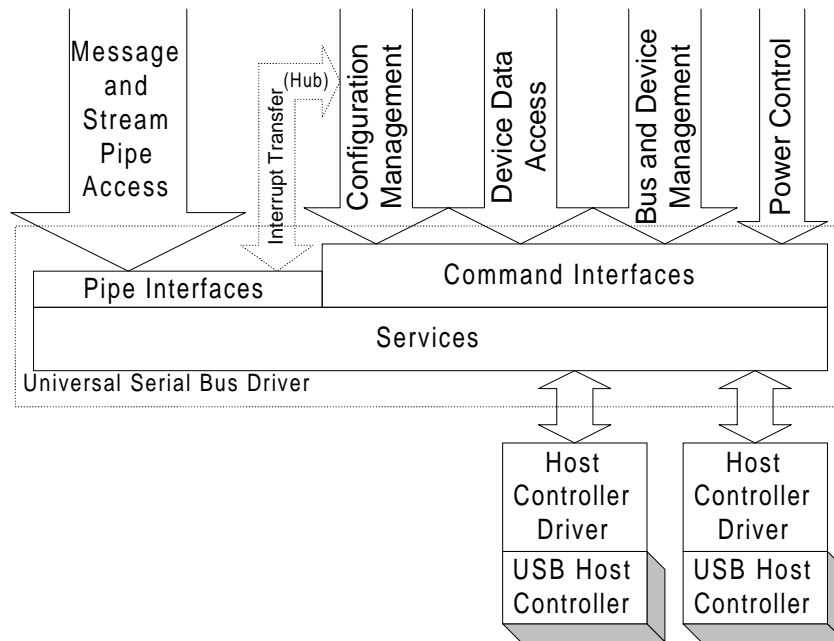 Message
and
Stream
Pipe
Access
Interrupt Transfer
(Hub)
Configuration
Management
Device Data
Access
Bus and Device
Management
Power Control
Pipe Interfaces
Command Interfaces
Services
Universal Serial Bus Driver
Host
Controller
Driver
USB Host
Controller
Host
Controller
Driver
USB Host
Controller